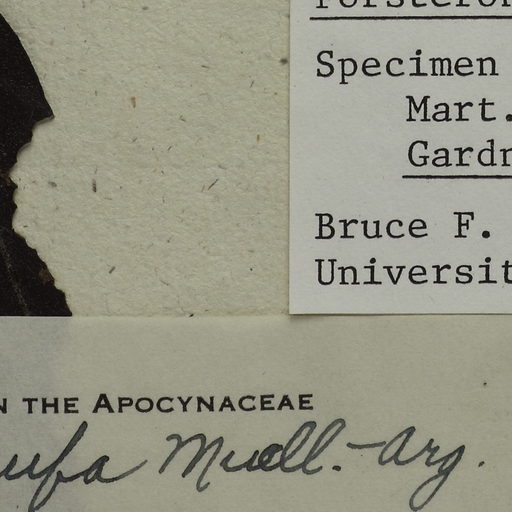 Specimen
Mart.
Gardn
Bruce F.
Universit
N THE APOCYNACEAE
ufa Muell.-Arg.